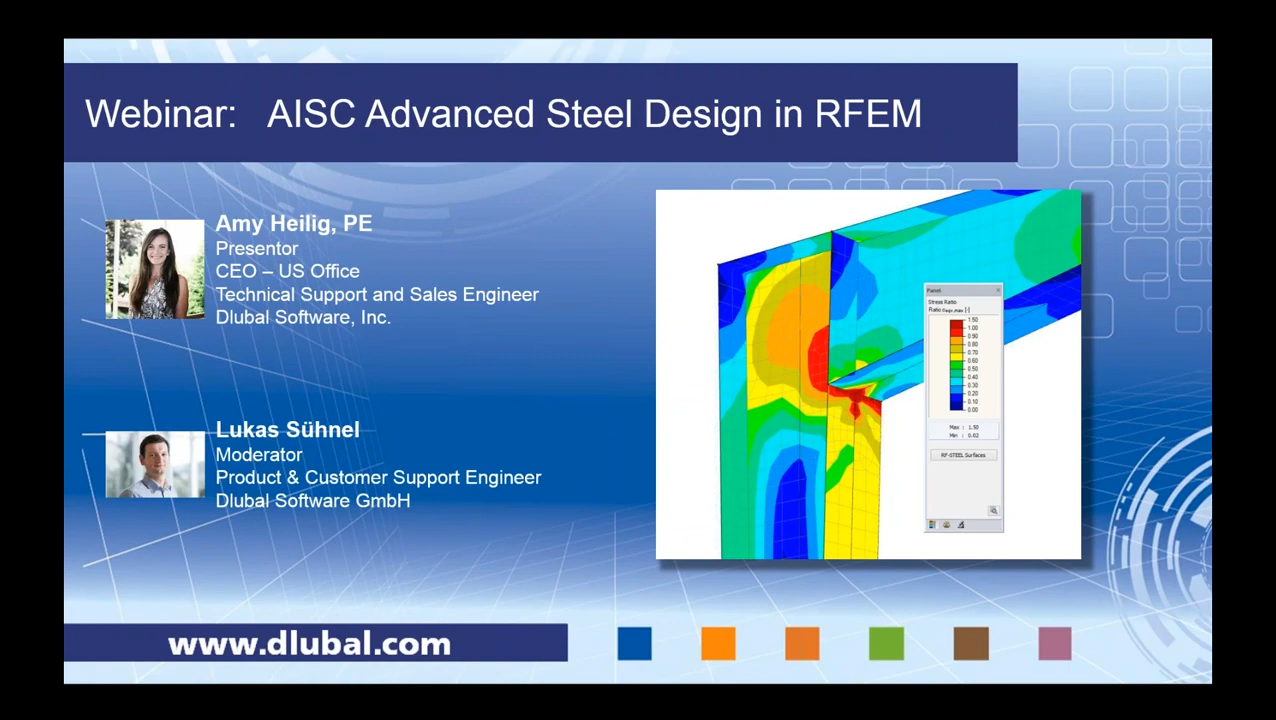 Webinar: AISC Advanced Steel Design in RFEM
Amy Heilig, PE
Presentor
CEO – US Office
Technical Support and Sales Engineer
Dlubal Software, Inc.
Lukas Sühnel
Moderator
Product & Customer Support Engineer
Dlubal Software GmbH
Panel
Stress Ratio
Ratio
[-]
1.50
1.00
0.90
0.80
0.70
0.60
0.50
0.40
0.30
0.20
0.10
0.00
Max : 1.50
Min : 0.02
RF-STEEL Surfaces
www.dlubal.com